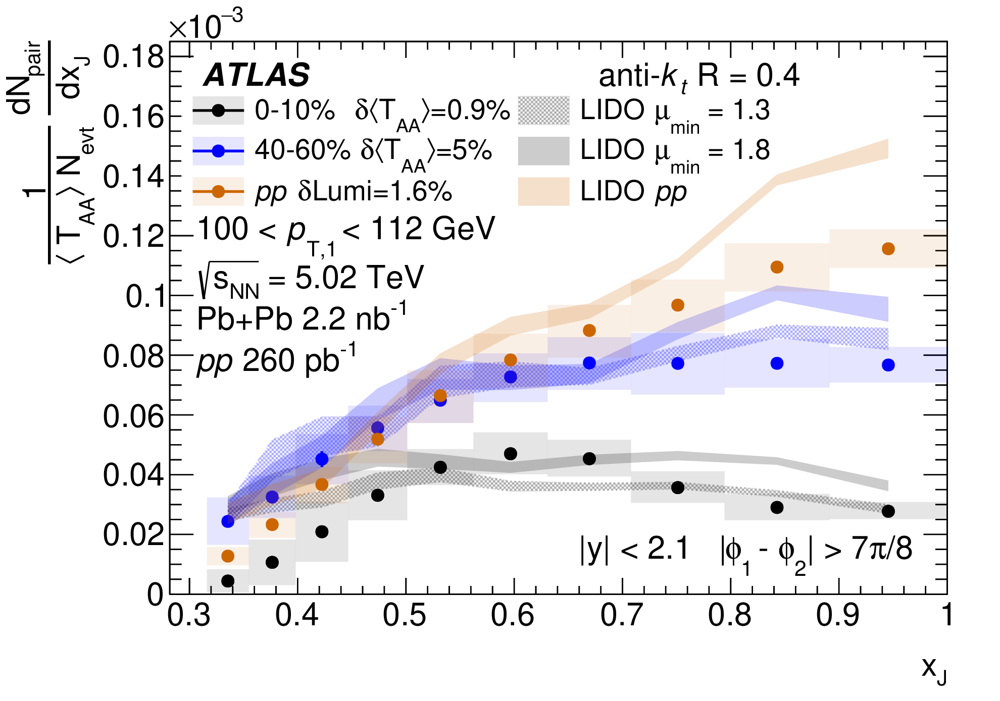 ×10⁻³
1 dN_pair
⟨T_AA⟩ N_evt dx_J
ATLAS
anti-k_t R = 0.4
0-10% δ⟨T_AA⟩=0.9%
LIDO μ_min = 1.3
40-60% δ⟨T_AA⟩=5%
LIDO μ_min = 1.8
pp δLumi=1.6%
LIDO pp
100 < p_T,1 < 112 GeV
√s_NN = 5.02 TeV
Pb+Pb 2.2 nb⁻¹
pp 260 pb⁻¹
|y| < 2.1 |ϕ₁ - ϕ₂| > 7π/8
0.18
0.16
0.14
0.12
0.1
0.08
0.06
0.04
0.02
0
0.3 0.4 0.5 0.6 0.7 0.8 0.9 1
x_J